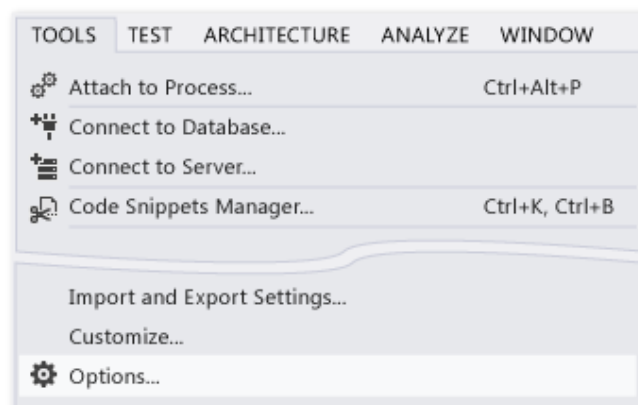 TOOLS TEST ARCHITECTURE ANALYZE WINDOW
Attach to Process... Ctrl+Alt+P
Connect to Database...
Connect to Server...
Code Snippets Manager... Ctrl+K, Ctrl+B
Import and Export Settings...
Customize...
Options...